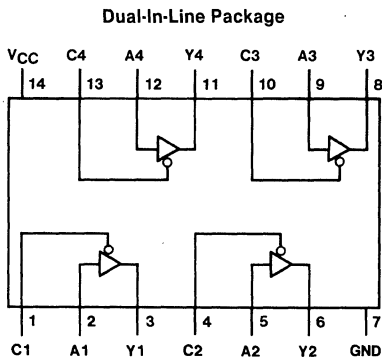 Dual-In-Line Package
VCC C4 A4 Y4 C3 A3 Y3
14 13 12 11 10 9 8
1 2 3 4 5 6 7
C1 A1 Y1 C2 A2 Y2 GND